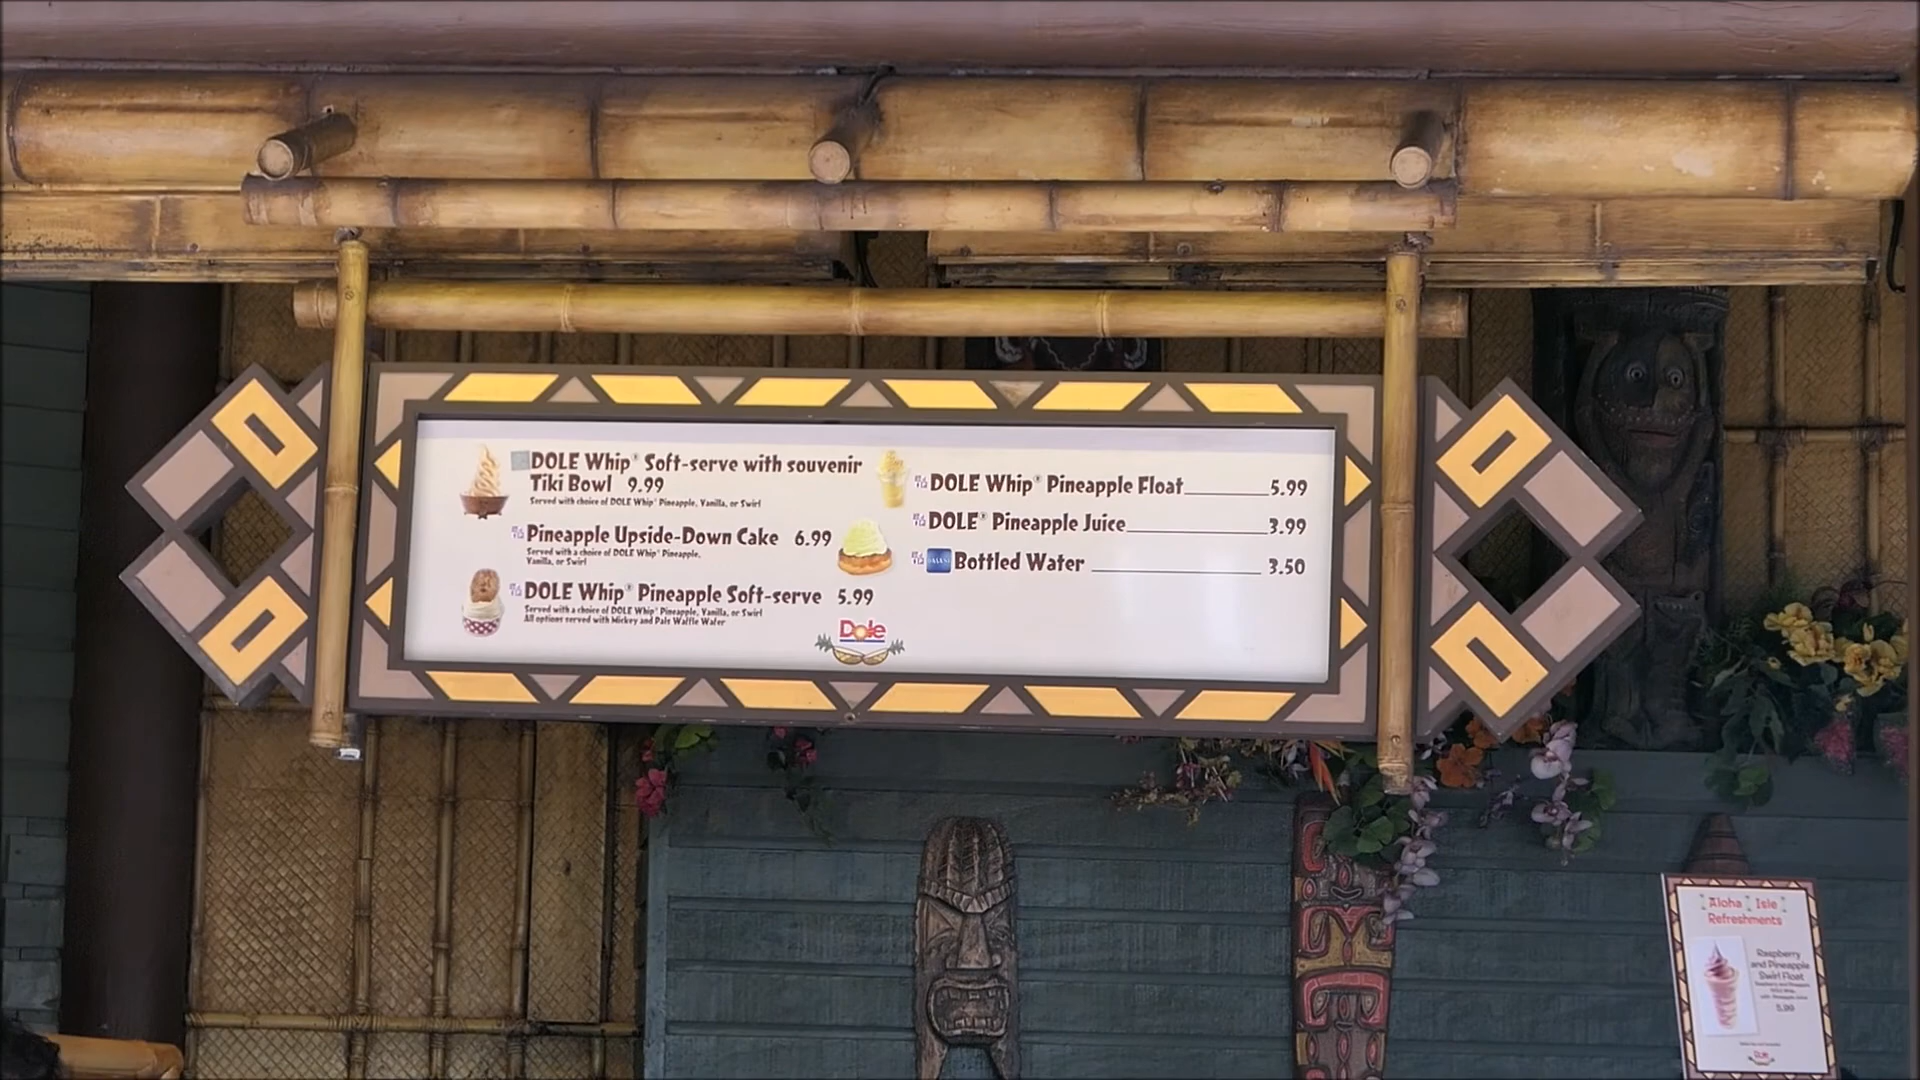 DOLE Whip® Soft-serve with souvenir
Tiki Bowl 9.99
Served with choice of DOLE Whip® Pineapple, Vanilla, or Swirl
Pineapple Upside-Down Cake 6.99
Served with a choice of DOLE Whip® Pineapple,
Vanilla, or Swirl
DOLE Whip® Pineapple Soft-serve 5.99
Served with a choice of DOLE Whip® Pineapple, Vanilla, or Swirl
All options served with Mickey and Pals Waffle Wafer
DOLE Whip® Pineapple Float 5.99
DOLE® Pineapple Juice 3.99
DASANI Bottled Water 3.50
Dole
Aloha Isle
Refreshments
Raspberry
and Pineapple
Swirl Float
5.99
Dole